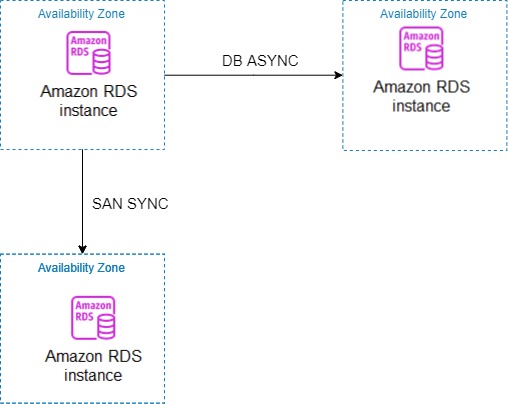 Availability Zone
Amazon
RDS
Amazon RDS
instance
DB ASYNC
Availability Zone
Amazon
RDS
Amazon RDS
instance
SAN SYNC
Availability Zone
Amazon
RDS
Amazon RDS
instance